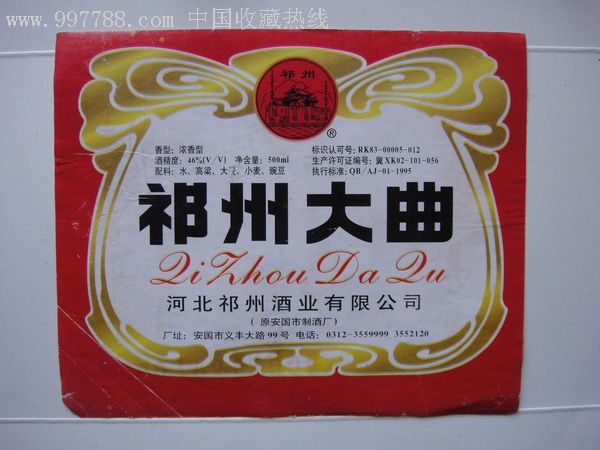 www.997788.com 中国收藏热线
祁州
®
香型：浓香型
酒精度：46%(V/V) 净含量：500ml
配料：水、高粱、大麦、小麦、豌豆
标识认可号：RK83-00005-012
生产许可证编号：冀XK02-101-056
执行标准：QB/AJ-01-1995
祁州大曲
QiZhou Da Qu
河北祁州酒业有限公司
（原安国市制酒厂）
厂址：安国市义丰大路99号 电话：0312-3559999 3552120